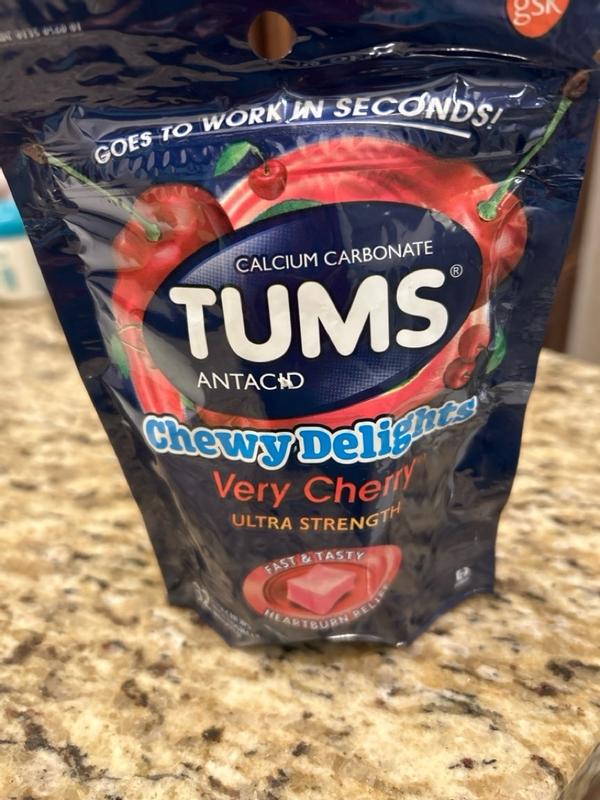 gsk
GOES TO WORK IN SECONDS!
CALCIUM CARBONATE
TUMS®
ANTACID
Chewy Delights™
Very Cherry
ULTRA STRENGTH
FAST & TASTY
HEARTBURN RELIEF